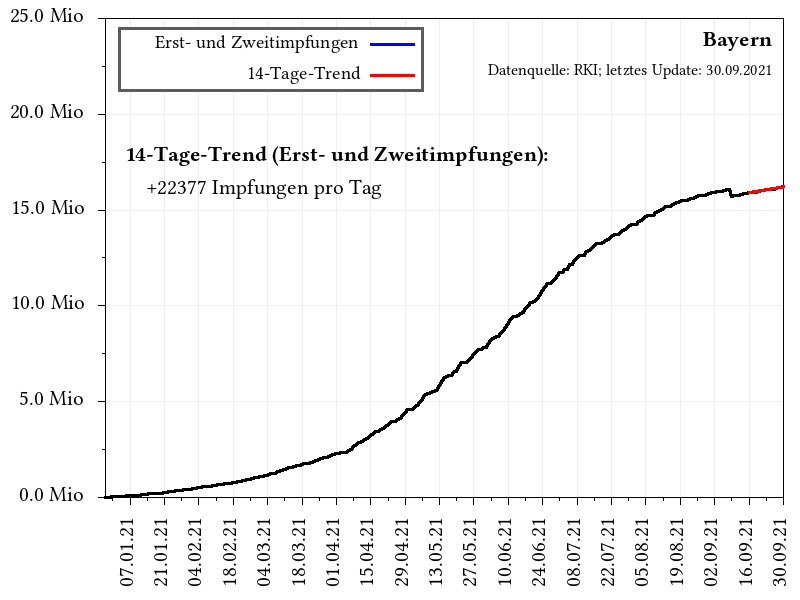 25.0 Mio
20.0 Mio
15.0 Mio
10.0 Mio
5.0 Mio
0.0 Mio
Erst- und Zweitimpfungen
14-Tage-Trend
Bayern
Datenquelle: RKI; letztes Update: 30.09.2021
14-Tage-Trend (Erst- und Zweitimpfungen):
+22377 Impfungen pro Tag
07.01.21
21.01.21
04.02.21
18.02.21
04.03.21
18.03.21
01.04.21
15.04.21
29.04.21
13.05.21
27.05.21
10.06.21
24.06.21
08.07.21
22.07.21
05.08.21
19.08.21
02.09.21
16.09.21
30.09.21